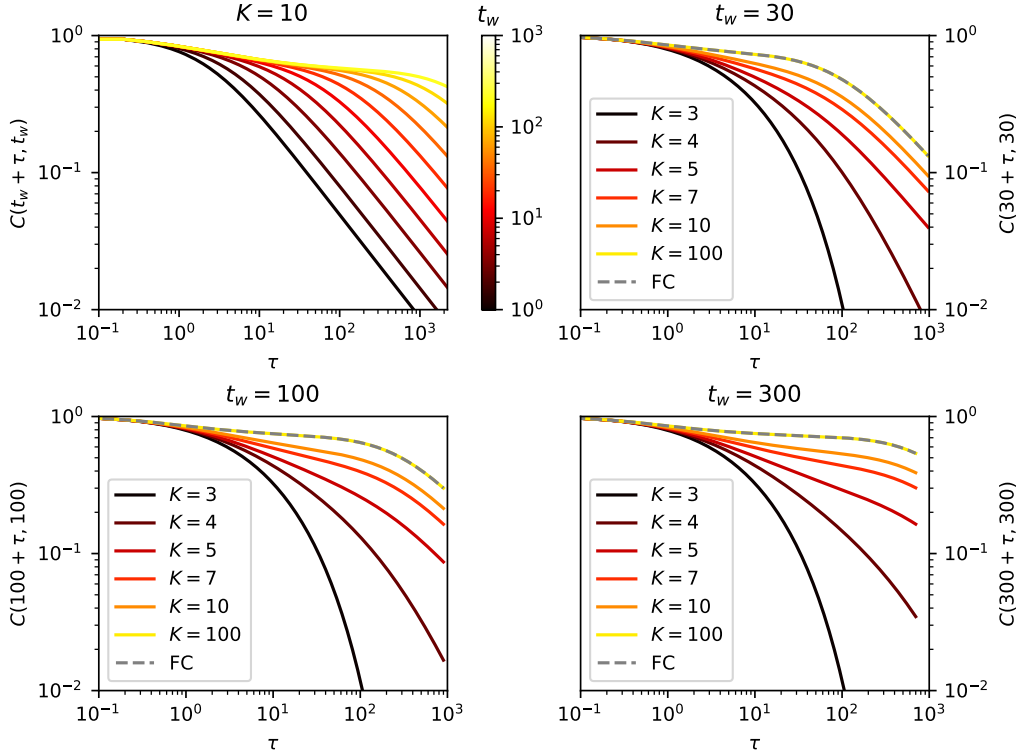 K = 10
C(t_w + τ, t_w)
10^0
10^-1
10^-2
10^-1
10^0
10^1
10^2
10^3
τ
t_w
10^3
10^2
10^1
10^0
t_w = 30
K = 3
K = 4
K = 5
K = 7
K = 10
K = 100
FC
10^0
10^-1
10^-2
C(30 + τ, 30)
10^-1
10^0
10^1
10^2
10^3
τ
t_w = 100
C(100 + τ, 100)
10^0
10^-1
10^-2
K = 3
K = 4
K = 5
K = 7
K = 10
K = 100
FC
10^-1
10^0
10^1
10^2
10^3
τ
t_w = 300
K = 3
K = 4
K = 5
K = 7
K = 10
K = 100
FC
10^0
10^-1
10^-2
C(300 + τ, 300)
10^-1
10^0
10^1
10^2
10^3
τ